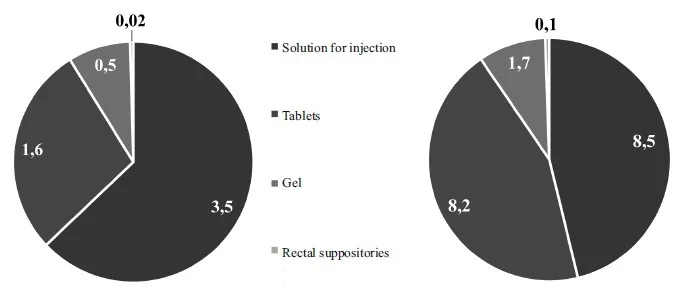 0,02
0,5
1,6
3,5
Solution for injection
Tablets
Gel
Rectal suppositories
0,1
1,7
8,5
8,2